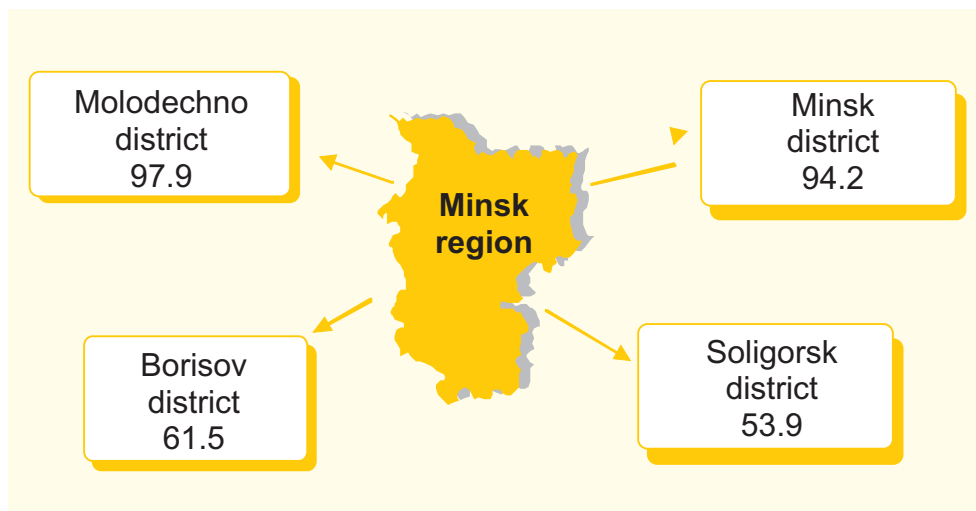 Molodechno
district
97.9
Minsk
district
94.2
Minsk
region
Borisov
district
61.5
Soligorsk
district
53.9